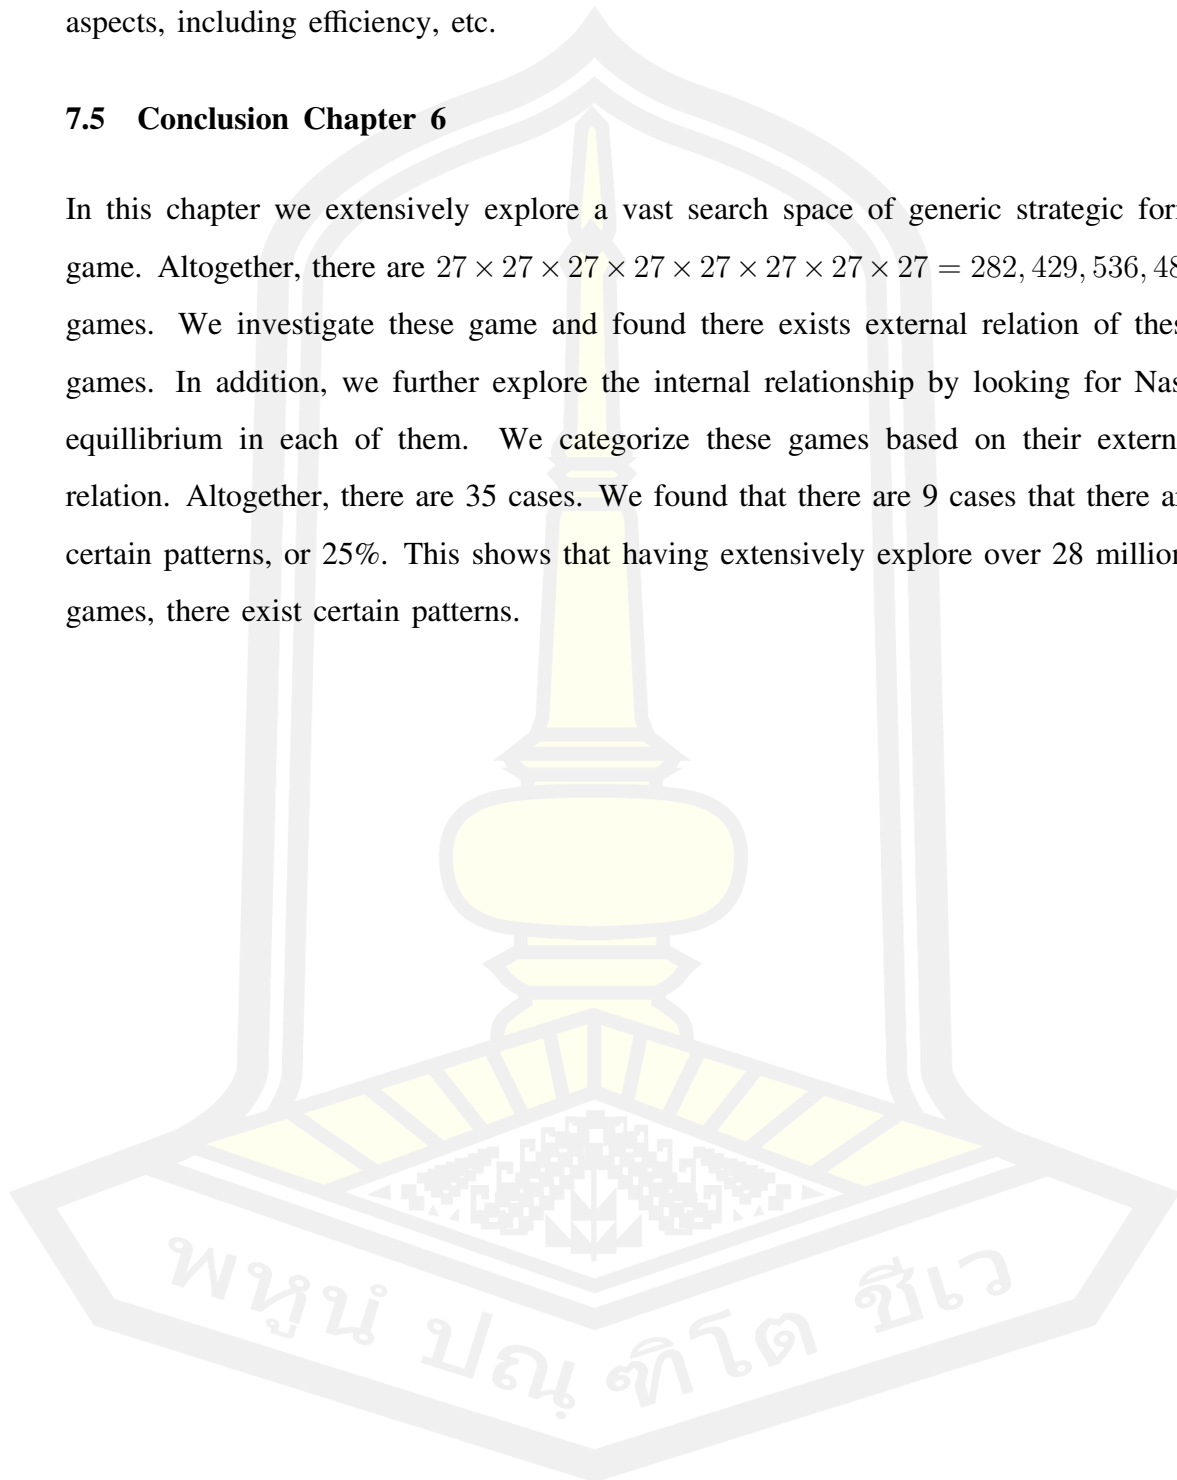 aspects, including efficiency, etc.
7.5 Conclusion Chapter 6
In this chapter we extensively explore a vast search space of generic strategic for
game. Altogether, there are 27 × 27 × 27 × 27 × 27 × 27 × 27 × 27 = 282, 429, 536, 48
games. We investigate these game and found there exists external relation of thes
games. In addition, we further explore the internal relationship by looking for Nas
equillibrium in each of them. We categorize these games based on their extern
relation. Altogether, there are 35 cases. We found that there are 9 cases that there a
certain patterns, or 25%. This shows that having extensively explore over 28 million
games, there exist certain patterns.
พหูนํ ปณฺฑิโต ชีเว